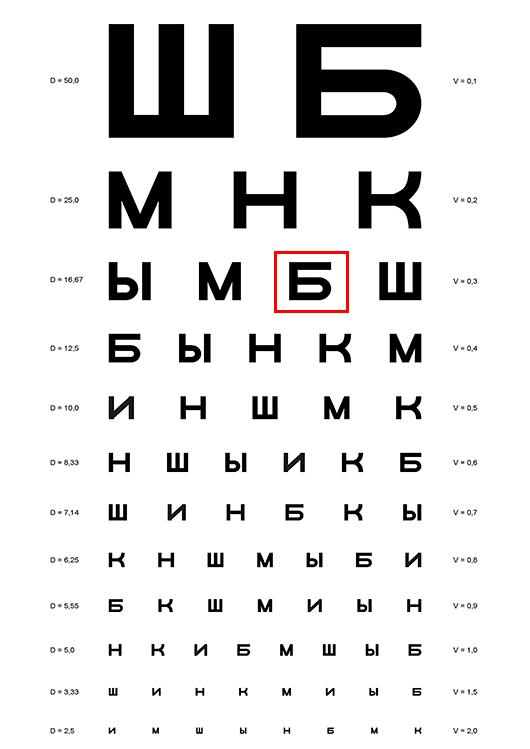 D = 50,0 Ш Б V = 0,1
D = 25,0 М Н К V = 0,2
D = 16,67 Ы М Б Ш V = 0,3
D = 12,5 Б Ы Н К М V = 0,4
D = 10,0 И Н Ш М К V = 0,5
D = 8,33 Н Ш Ы И К Б V = 0,6
D = 7,14 Ш И Н Б К Ы V = 0,7
D = 6,25 К Н Ш М Ы Б И V = 0,8
D = 5,55 Б К Ш М И Ы Н V = 0,9
D = 5,0 Н К И Б М Ш Ы Б V = 1,0
D = 3,33 Ш И Н К М И Ы Б V = 1,5
D = 2,5 И М Ш Ы Н Б М К V = 2,0